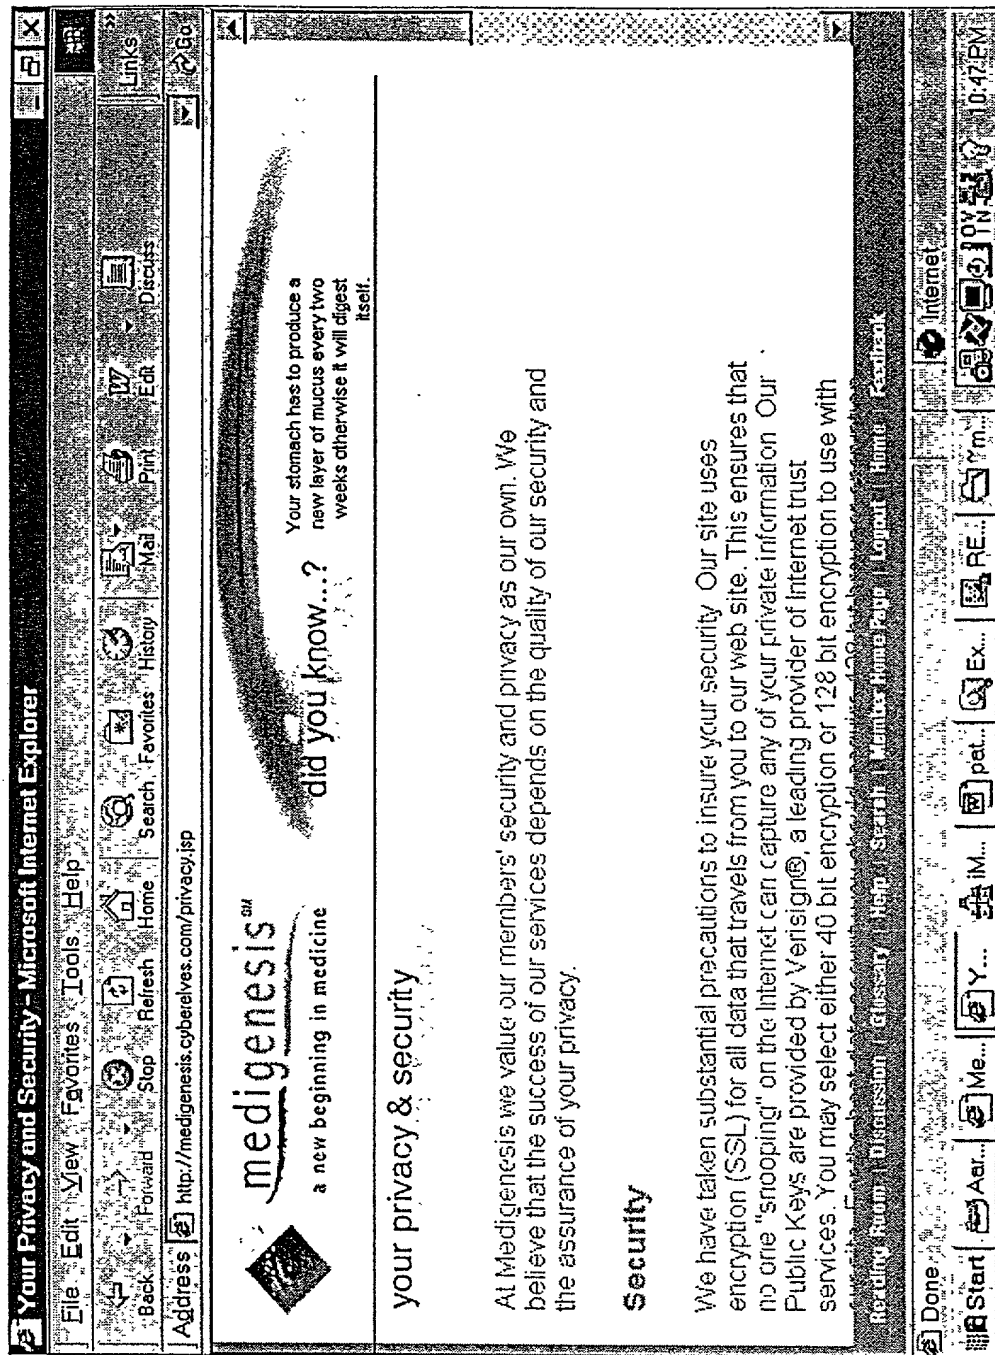 Your Privacy and Security - Microsoft Internet Explorer
File Edit View Favorites Tools Help
Back Forward Stop Refresh Home Search Favorites History Mail Print Edit Discuss Links »
Address http://medigenesis.cyberelves.com/privacy.jsp Go
medigenesis℠
a new beginning in medicine
did you know...?
Your stomach has to produce a
new layer of mucus every two
weeks otherwise it will digest
itself.
your privacy & security
At Medigenesis we value our members' security and privacy as our own. We
believe that the success of our services depends on the quality of our security and
the assurance of your privacy.
Security
We have taken substantial precautions to insure your security. Our site uses
encryption (SSL) for all data that travels from you to our web site. This ensures that
no one "snooping" on the Internet can capture any of your private information. Our
Public Keys are provided by Verisign®, a leading provider of Internet trust
services. You may select either 40 bit encryption or 128 bit encryption to use with
Reading Room | Discussion | Glossary | Help | Search | Member Home Page | Logout | Home | Feedback
Done Internet
Start Aar... Me... Y... iM... pat... Ex... RE... 10:47 PM